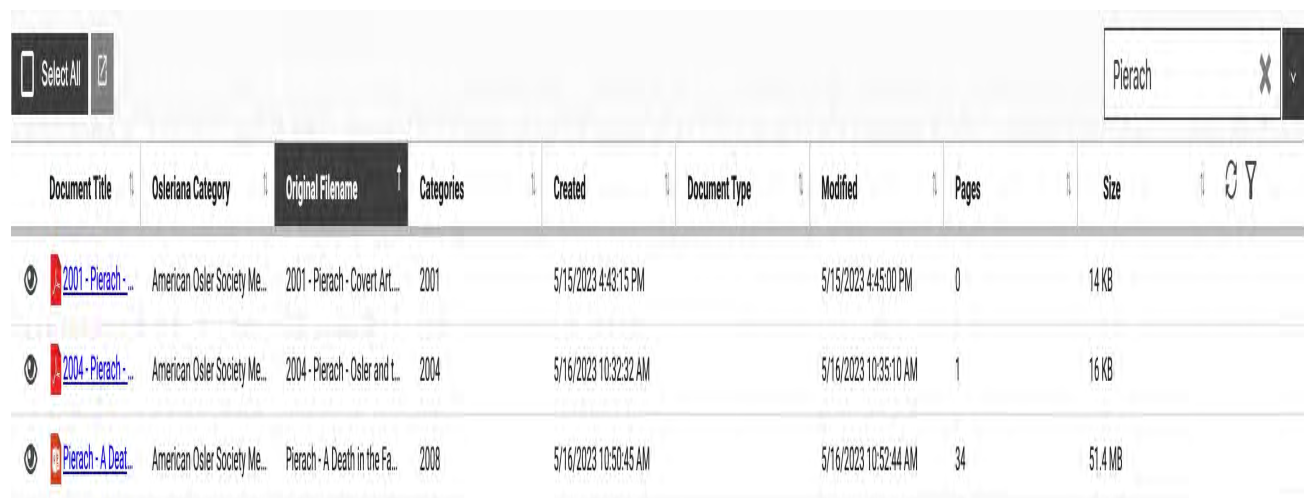 Select All
Pierach
Document Title Osleriana Category Original Filename Categories Created Document Type Modified Pages Size
2001 - Pierach - ... American Osler Society Me... 2001 - Pierach - Covert Art.... 2001 5/15/2023 4:43:15 PM 5/15/2023 4:45:00 PM 0 14 KB
2004 - Pierach - ... American Osler Society Me... 2004 - Pierach - Osler and t... 2004 5/16/2023 10:32:32 AM 5/16/2023 10:35:10 AM 1 16 KB
Pierach - A Deat... American Osler Society Me... Pierach - A Death in the Fa... 2008 5/16/2023 10:50:45 AM 5/16/2023 10:52:44 AM 34 51.4 MB